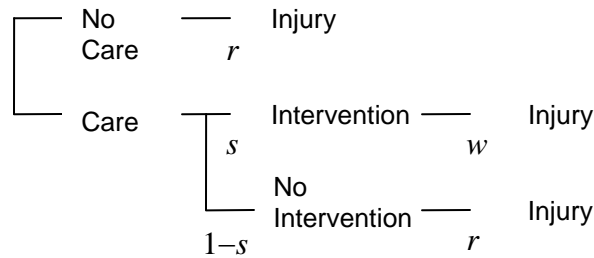 No Care
r
Injury
Care
s
Intervention
w
Injury
1–s
No Intervention
r
Injury